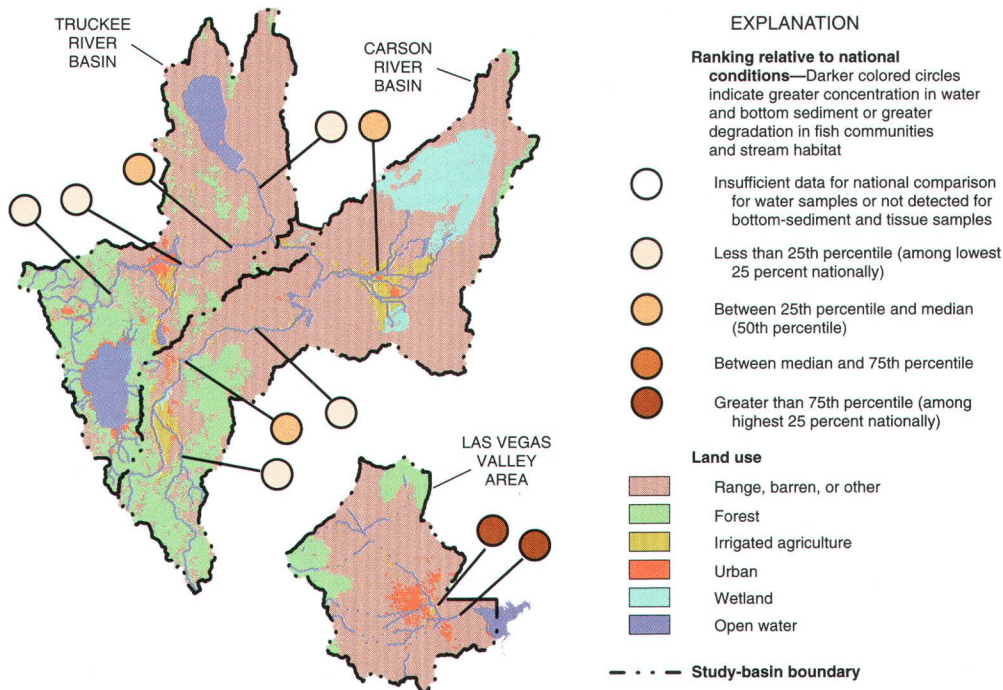 TRUCKEE
RIVER
BASIN
CARSON
RIVER
BASIN
LAS VEGAS
VALLEY
AREA
EXPLANATION
Ranking relative to national
conditions—Darker colored circles
indicate greater concentration in water
and bottom sediment or greater
degradation in fish communities
and stream habitat
Insufficient data for national comparison
for water samples or not detected for
bottom-sediment and tissue samples
Less than 25th percentile (among lowest
25 percent nationally)
Between 25th percentile and median
(50th percentile)
Between median and 75th percentile
Greater than 75th percentile (among
highest 25 percent nationally)
Land use
Range, barren, or other
Forest
Irrigated agriculture
Urban
Wetland
Open water
Study-basin boundary